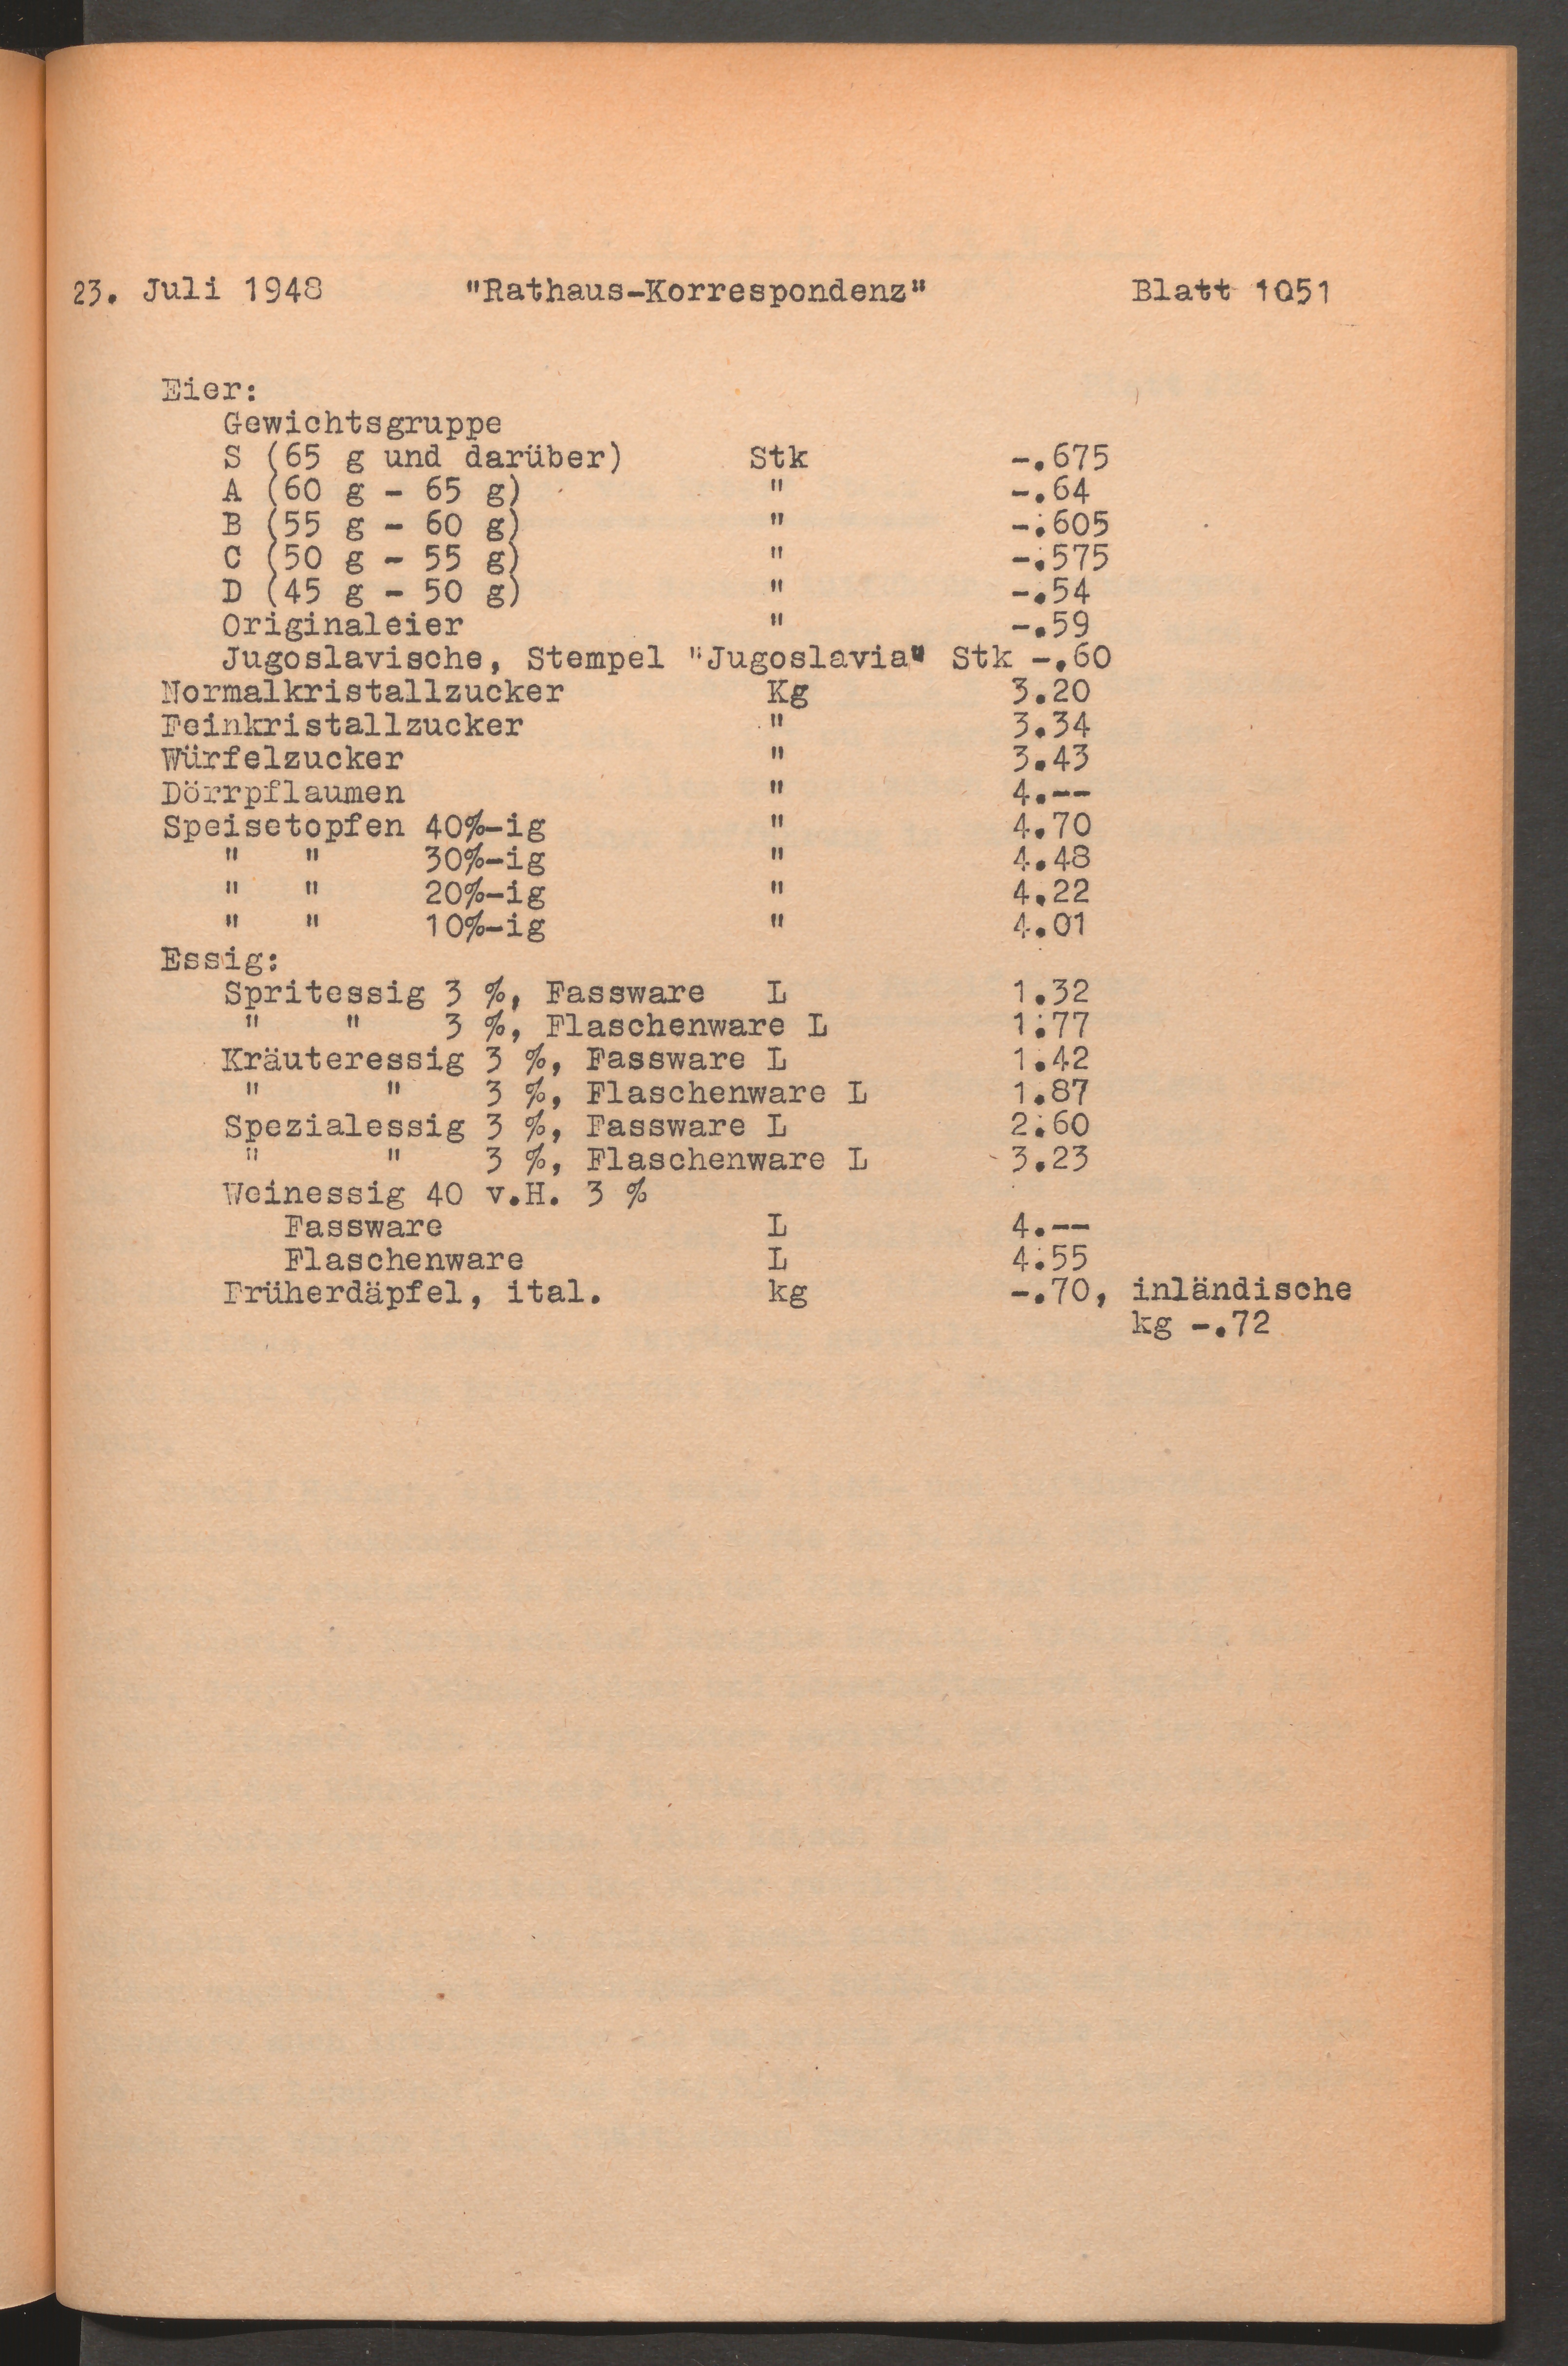 23. Juli 1948 "Rathaus-Korrespondenz" Blatt 1051
Eier:
Gewichtsgruppe
S (65 g und darüber) Stk -.675
A (60 g - 65 g) " -.64
B (55 g - 60 g) " -.605
C (50 g - 55 g) " -.575
D (45 g - 50 g) " -.54
Originaleier " -.59
Jugoslavische, Stempel "Jugoslavia" Stk -.60
Normalkristallzucker Kg 3.20
Feinkristallzucker " 3.34
Würfelzucker " 3.43
Dörrpflaumen " 4.--
Speisetopfen 40%-ig " 4.70
" " 30%-ig " 4.48
" " 20%-ig " 4.22
" " 10%-ig " 4.01
Essig:
Spritessig 3 %, Fassware L 1.32
" " 3 %, Flaschenware L 1.77
Kräuteressig 3 %, Fassware L 1.42
" " 3 %, Flaschenware L 1.87
Spezialessig 3 %, Fassware L 2.60
" " 3 %, Flaschenware L 3.23
Weinessig 40 v.H. 3 %
Fassware L 4.--
Flaschenware L 4.55
Früherdäpfel, ital. kg -.70, inländische
kg -.72